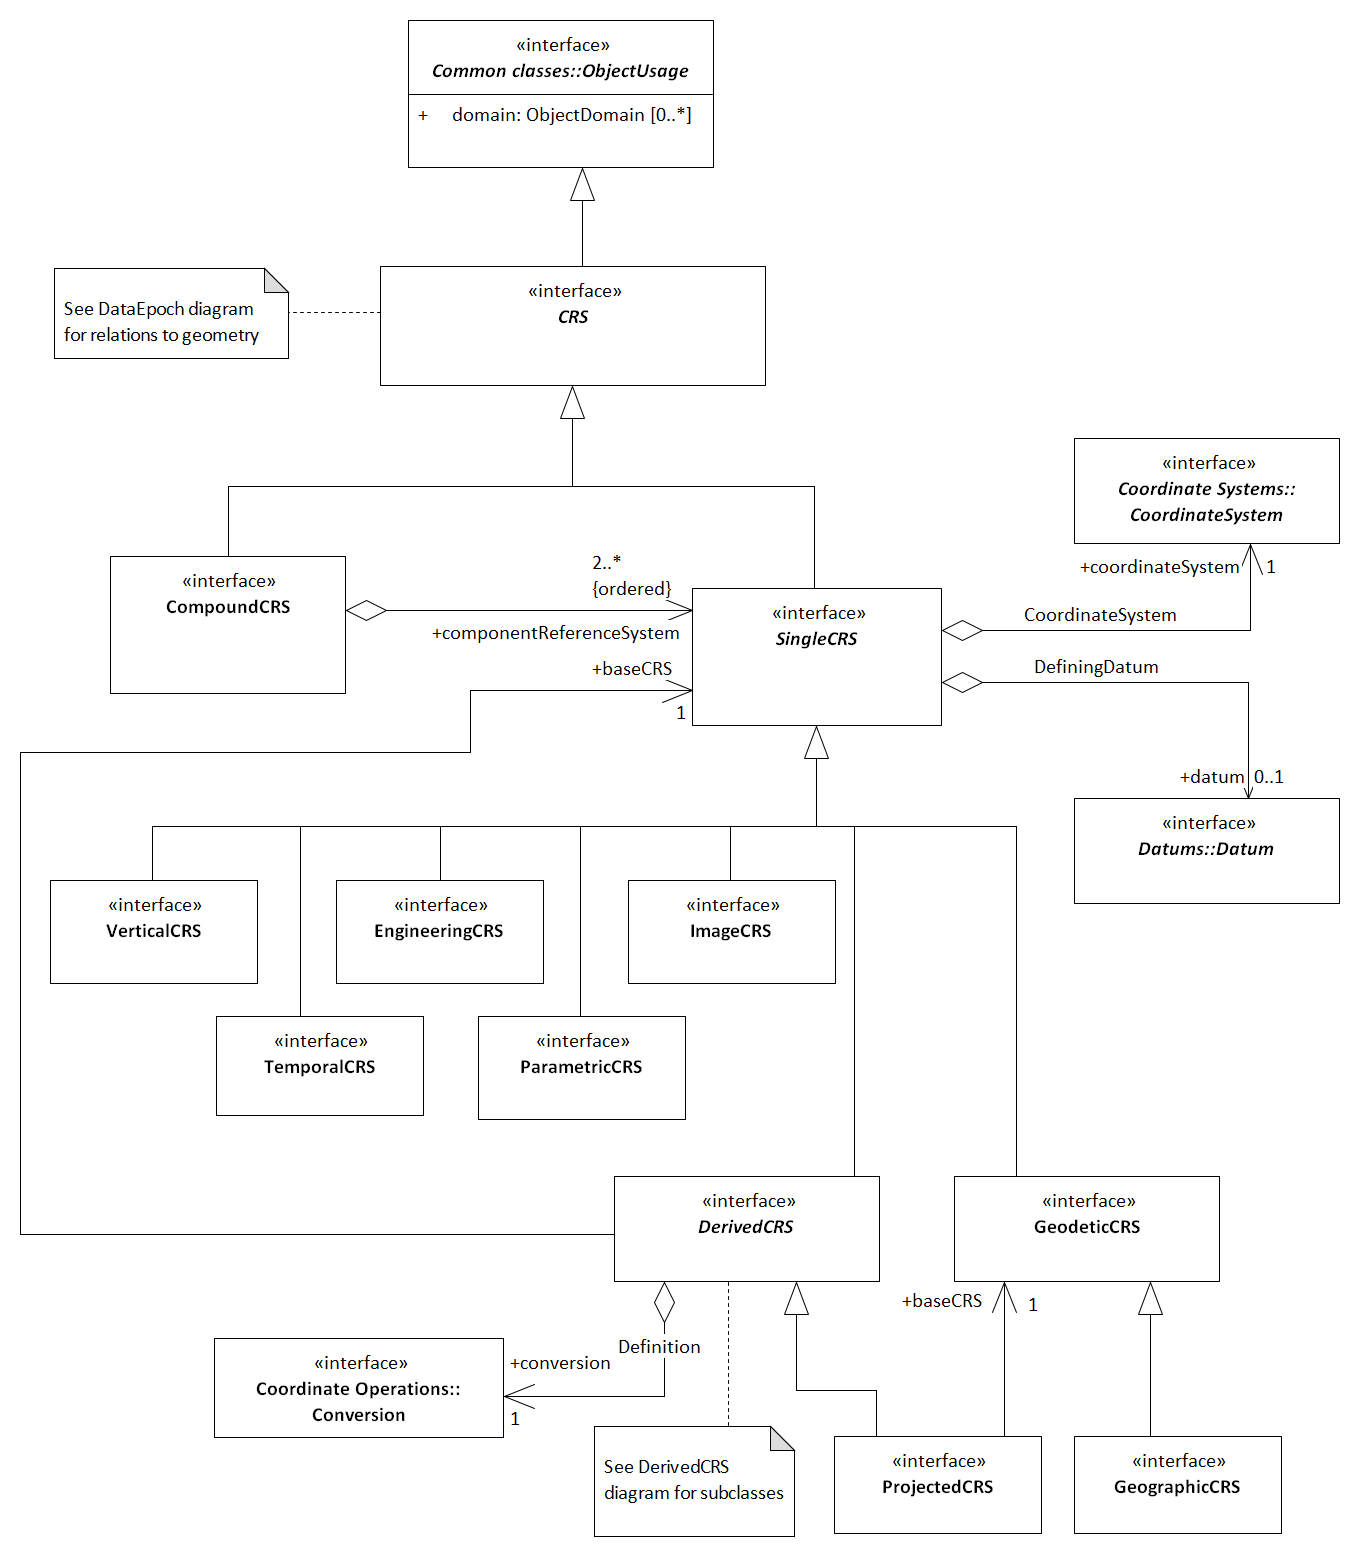 «interface»
Common classes::ObjectUsage
+ domain: ObjectDomain [0..*]
See DataEpoch diagram
for relations to geometry
«interface»
CRS
«interface»
Coordinate Systems::
CoordinateSystem
«interface»
CompoundCRS
2..*
{ordered}
+componentReferenceSystem
+baseCRS
1
«interface»
SingleCRS
+coordinateSystem
1
CoordinateSystem
DefiningDatum
+datum
0..1
«interface»
Datums::Datum
«interface»
VerticalCRS
«interface»
EngineeringCRS
«interface»
ImageCRS
«interface»
TemporalCRS
«interface»
ParametricCRS
«interface»
DerivedCRS
«interface»
GeodeticCRS
+baseCRS
1
Definition
+conversion
1
«interface»
Coordinate Operations::
Conversion
See DerivedCRS
diagram for subclasses
«interface»
ProjectedCRS
«interface»
GeographicCRS